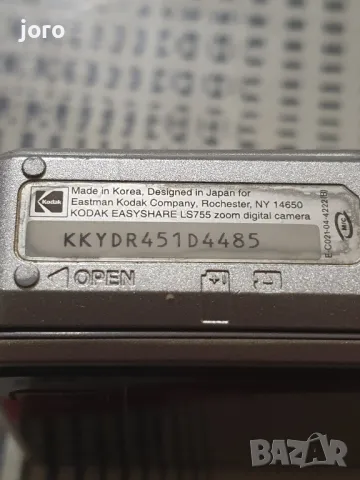 joro
Kodak
Made in Korea, Designed in Japan for
Eastman Kodak Company, Rochester, NY 14650
KODAK EASYSHARE LS755 zoom digital camera
KKYDR451D4485
OPEN
BAZAR